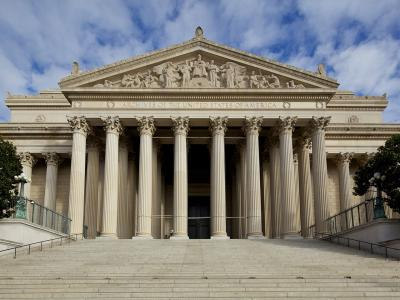 ARCHIVES OF THE UNITED STATES OF AMERICA